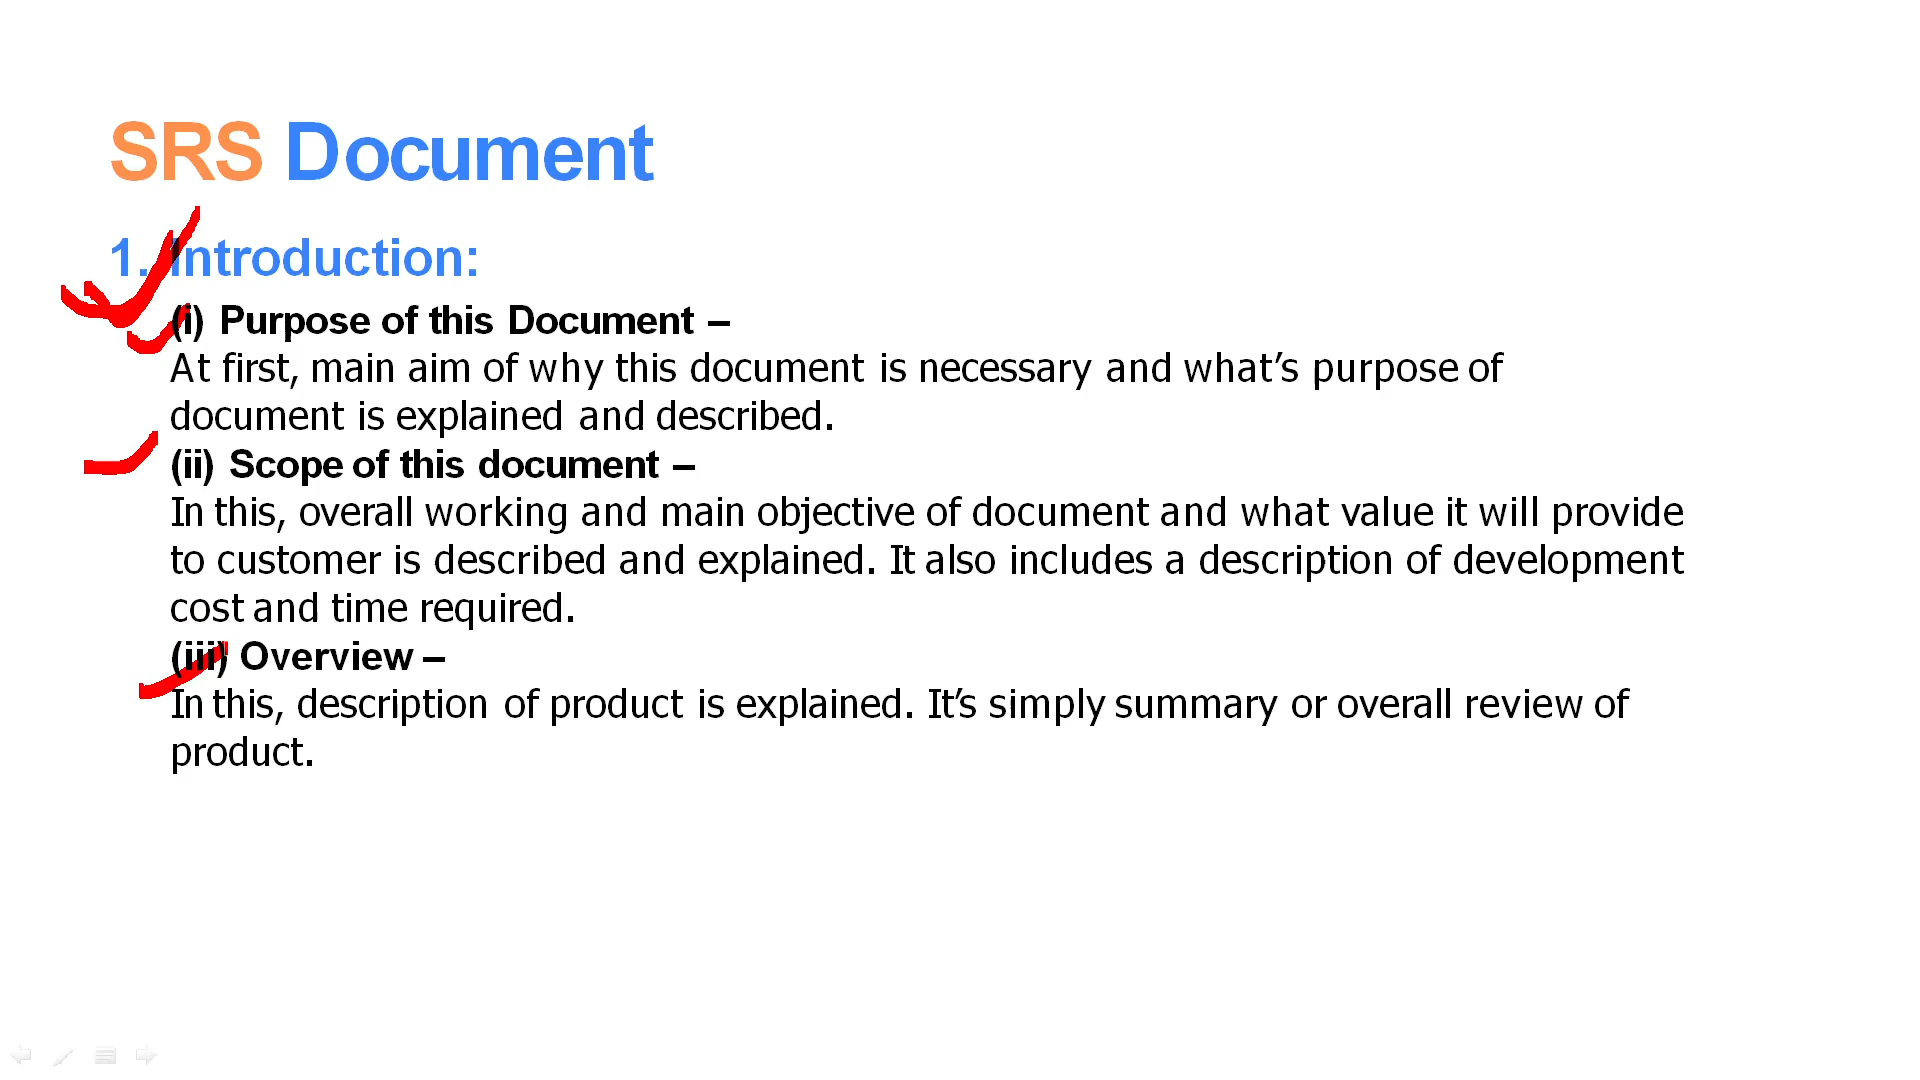 SRS Document
1. Introduction:
(i) Purpose of this Document –
At first, main aim of why this document is necessary and what’s purpose of
document is explained and described.
(ii) Scope of this document –
In this, overall working and main objective of document and what value it will provide
to customer is described and explained. It also includes a description of development
cost and time required.
(iii) Overview –
In this, description of product is explained. It’s simply summary or overall review of
product.